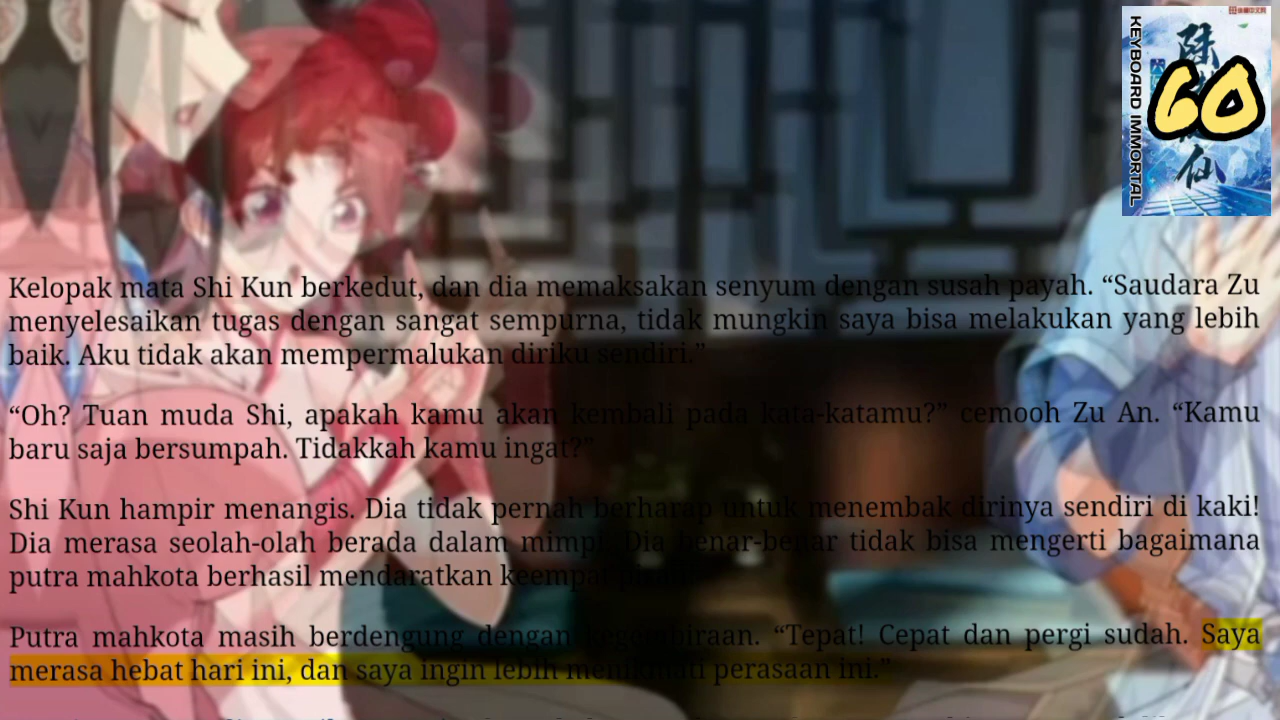 KEYBOARD IMMORTAL
60
仙
Kelopak mata Shi Kun berkedut, dan dia memaksakan senyum dengan susah payah. “Saudara Zu
menyelesaikan tugas dengan sangat sempurna, tidak mungkin saya bisa melakukan yang lebih
baik. Aku tidak akan mempermalukan diriku sendiri.”
“Oh? Tuan muda Shi, apakah kamu akan kembali pada kata-katamu?” cemooh Zu An. “Kamu
baru saja bersumpah. Tidakkah kamu ingat?”
Shi Kun hampir menangis. Dia tidak pernah berharap untuk menembak dirinya sendiri di kaki!
Dia merasa seolah-olah berada dalam mimpi. Dia benar-benar tidak bisa mengerti bagaimana
putra mahkota berhasil mendaratkan keempat
Putra mahkota masih berdengung dengan kegembiraan. “Tepat! Cepat dan pergi sudah. Saya
merasa hebat hari ini, dan saya ingin lebih menikmati perasaan ini.”